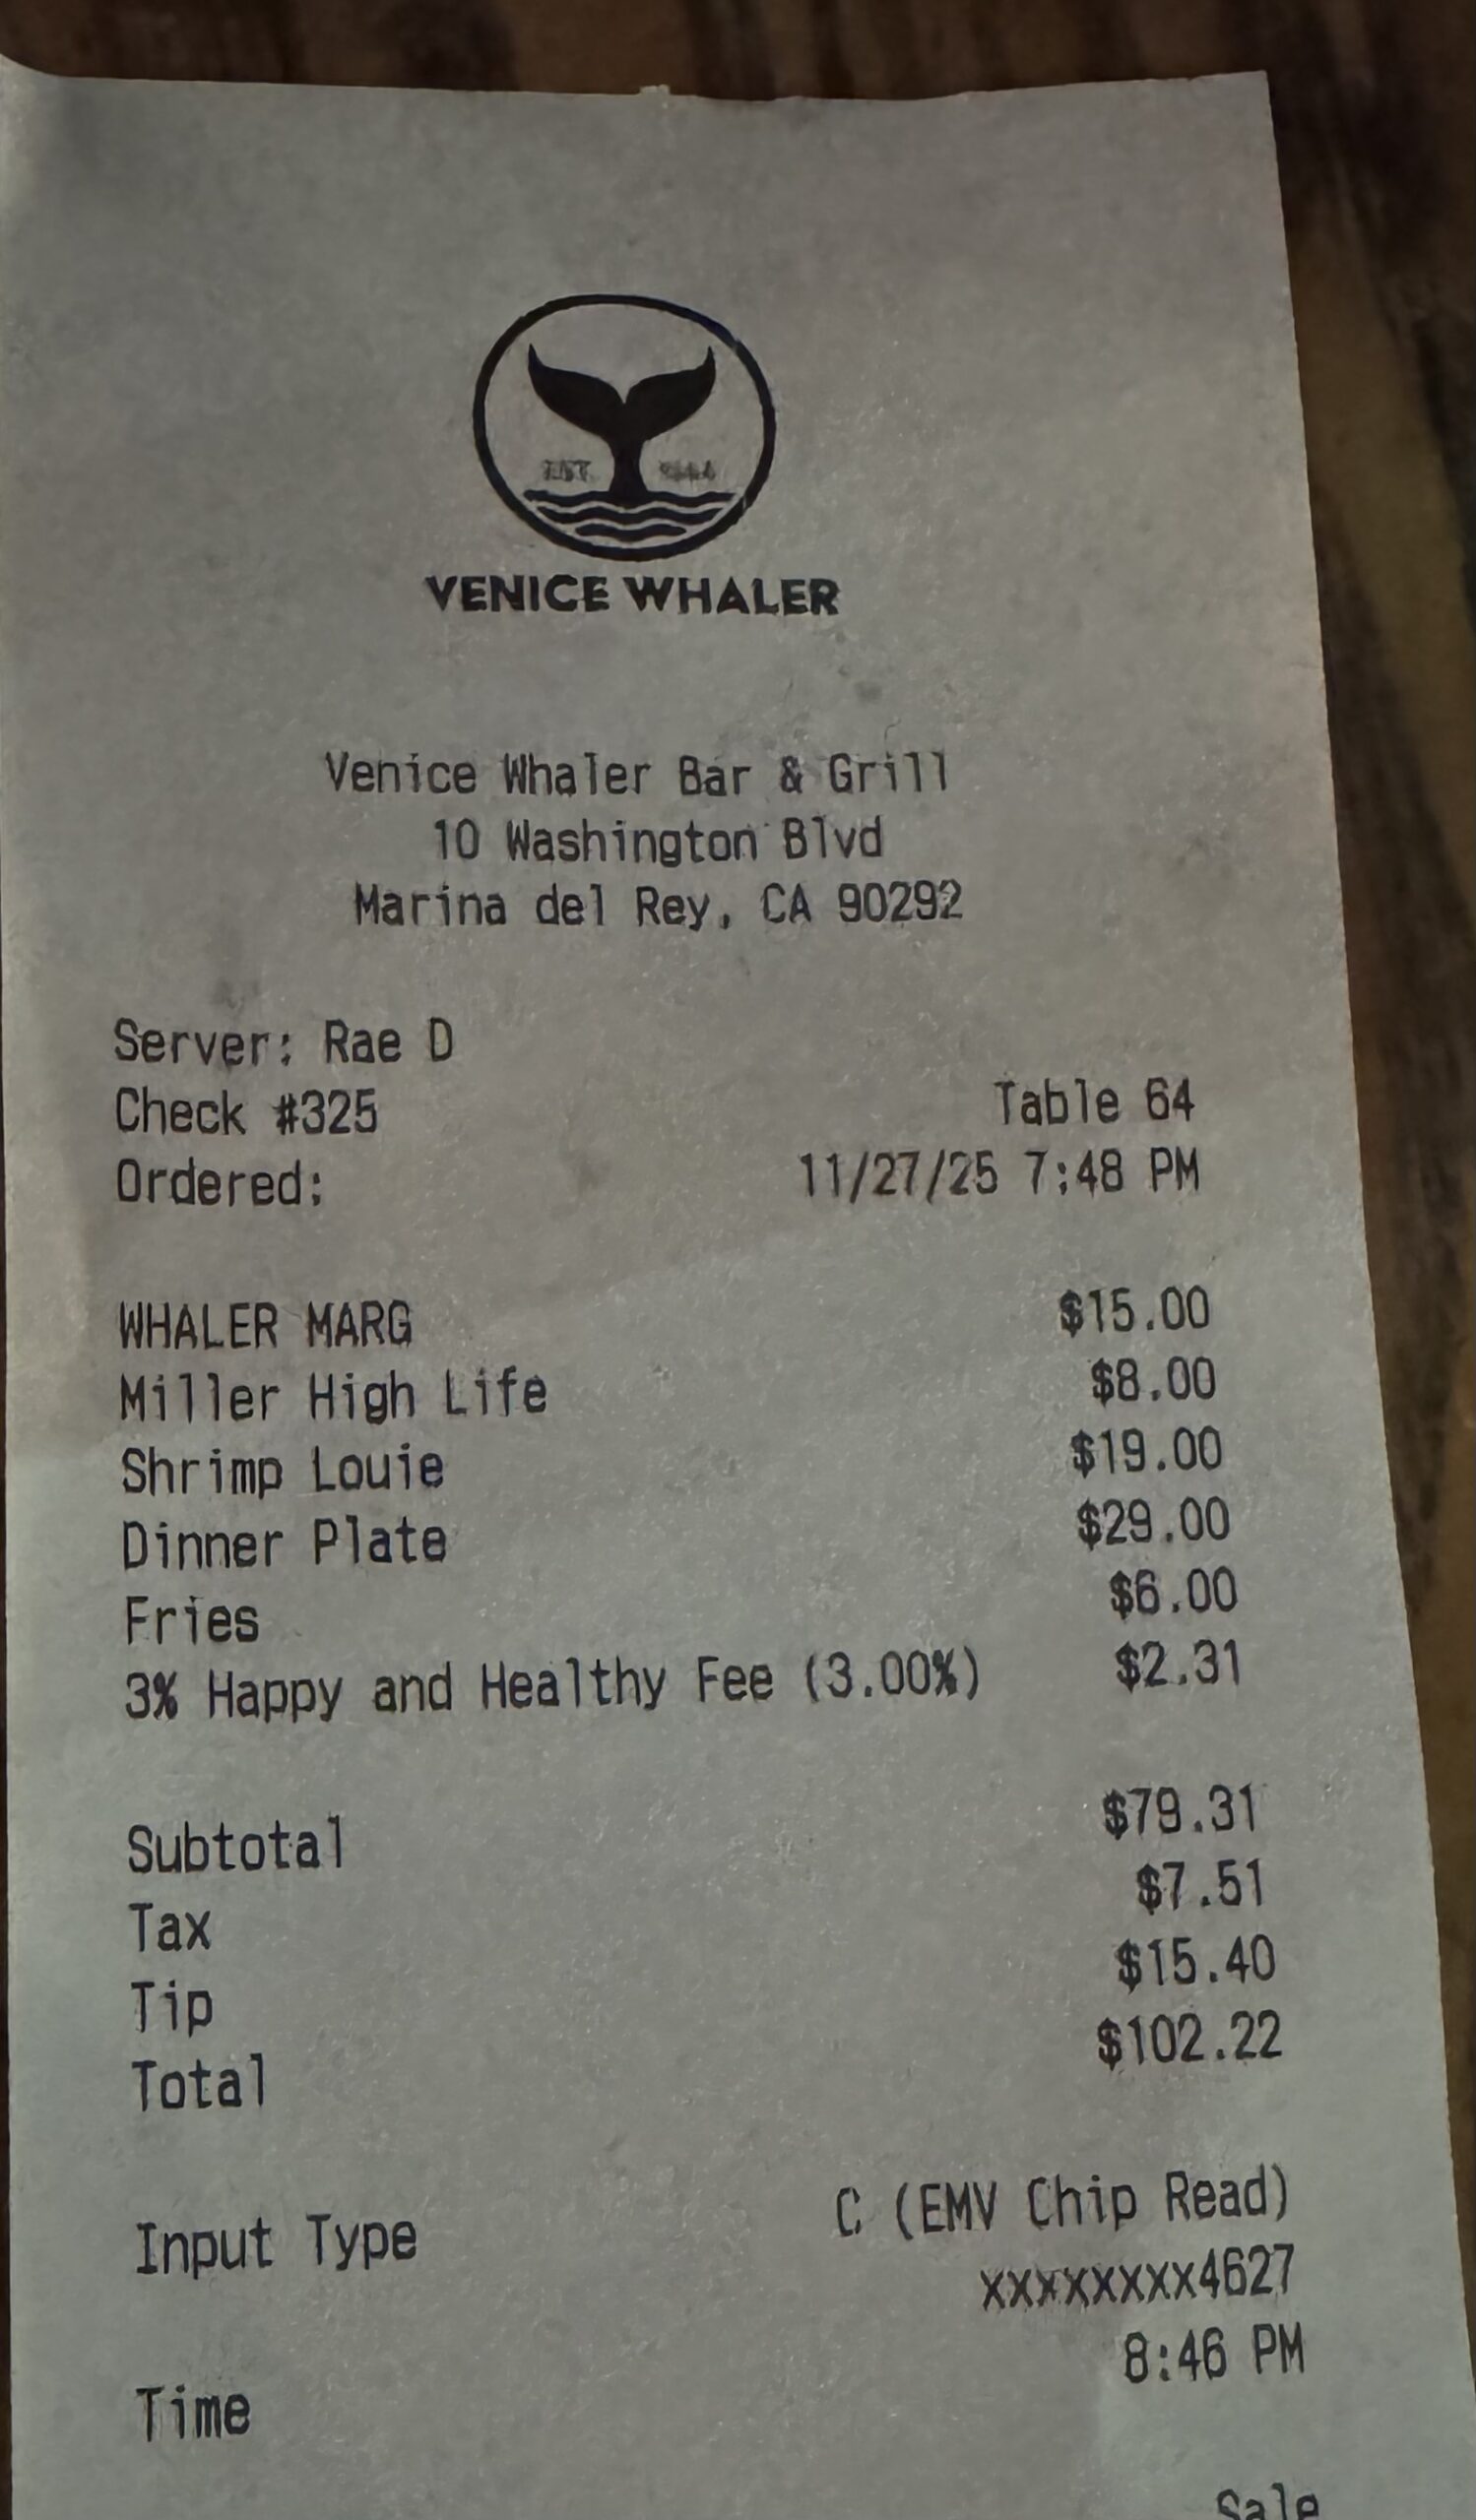 VENICE WHALER
Venice Whaler Bar & Grill
10 Washington Blvd
Marina del Rey, CA 90292
Server: Rae D
Check #325 Table 64
Ordered: 11/27/25 7:48 PM
WHALER MARG $15.00
Miller High Life $8.00
Shrimp Louie $19.00
Dinner Plate $29.00
Fries $6.00
3% Happy and Healthy Fee (3.00%) $2.31
Subtotal $79.31
Tax $7.51
Tip $15.40
Total $102.22
Input Type C (EMV Chip Read)
xxxxxxxx4627
Time 8:46 PM
Sale